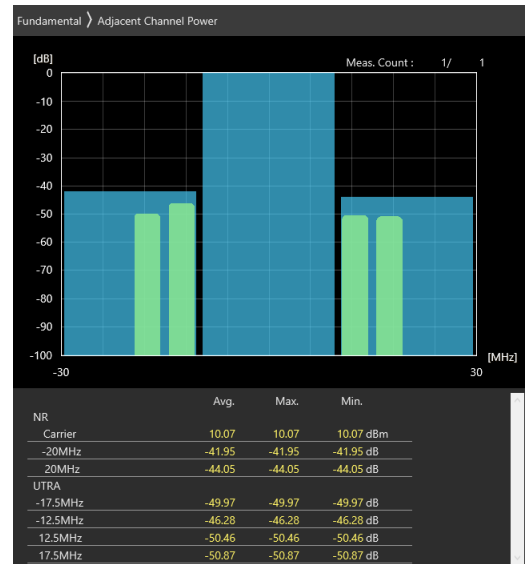 Fundamental 〉 Adjacent Channel Power
[dB]
Meas. Count : 1/ 1
0
-10
-20
-30
-40
-50
-60
-70
-80
-90
-100
[MHz]
-30 30
Avg. Max. Min.
NR
Carrier 10.07 10.07 10.07 dBm
-20MHz -41.95 -41.95 -41.95 dB
20MHz -44.05 -44.05 -44.05 dB
UTRA
-17.5MHz -49.97 -49.97 -49.97 dB
-12.5MHz -46.28 -46.28 -46.28 dB
12.5MHz -50.46 -50.46 -50.46 dB
17.5MHz -50.87 -50.87 -50.87 dB